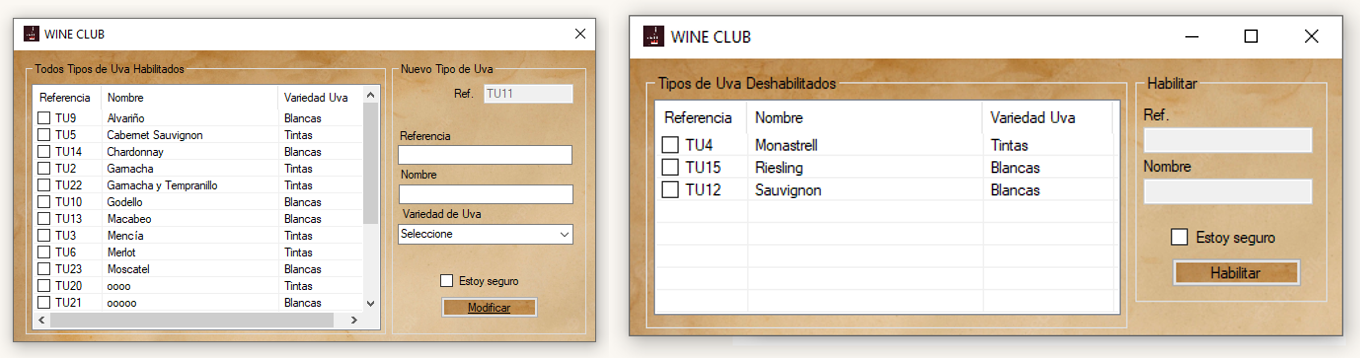 WINE CLUB
Todos Tipos de Uva Habilitados
Referencia Nombre Variedad Uva
TU9 Alvariño Blancas
TU5 Cabernet Sauvignon Tintas
TU14 Chardonnay Blancas
TU2 Garnacha Tintas
TU22 Garnacha y Tempranillo Tintas
TU10 Godello Blancas
TU13 Macabeo Blancas
TU3 Mencía Tintas
TU6 Merlot Tintas
TU23 Moscatel Blancas
TU20 oooo Tintas
TU21 ooooo Blancas
Nuevo Tipo de Uva
Ref. TU11
Referencia
Nombre
Variedad de Uva
Seleccione
Estoy seguro
Modificar
WINE CLUB
Tipos de Uva Deshabilitados
Referencia Nombre Variedad Uva
TU4 Monastrell Tintas
TU15 Riesling Blancas
TU12 Sauvignon Blancas
Habilitar
Ref.
Nombre
Estoy seguro
Habilitar